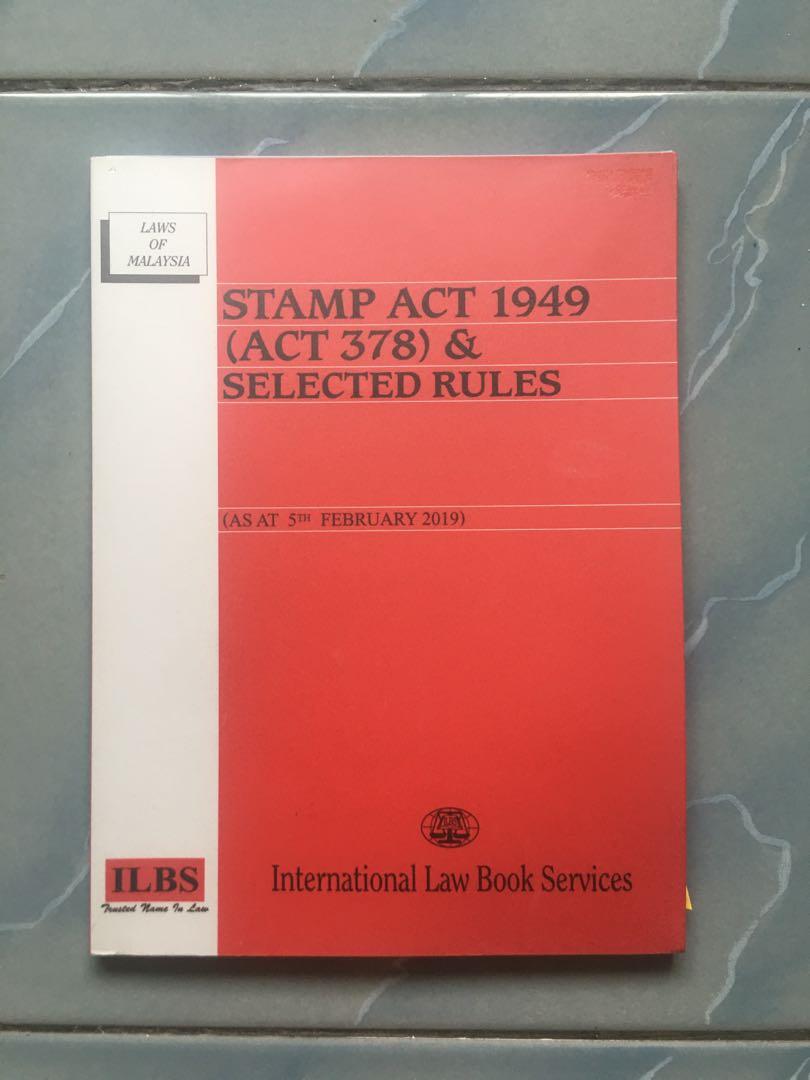 LAWS
OF
MALAYSIA
STAMP ACT 1949
(ACT 378) &
SELECTED RULES
(AS AT 5TH FEBRUARY 2019)
ILBS
International Law Book Services
ILBS
Trusted Name In Law